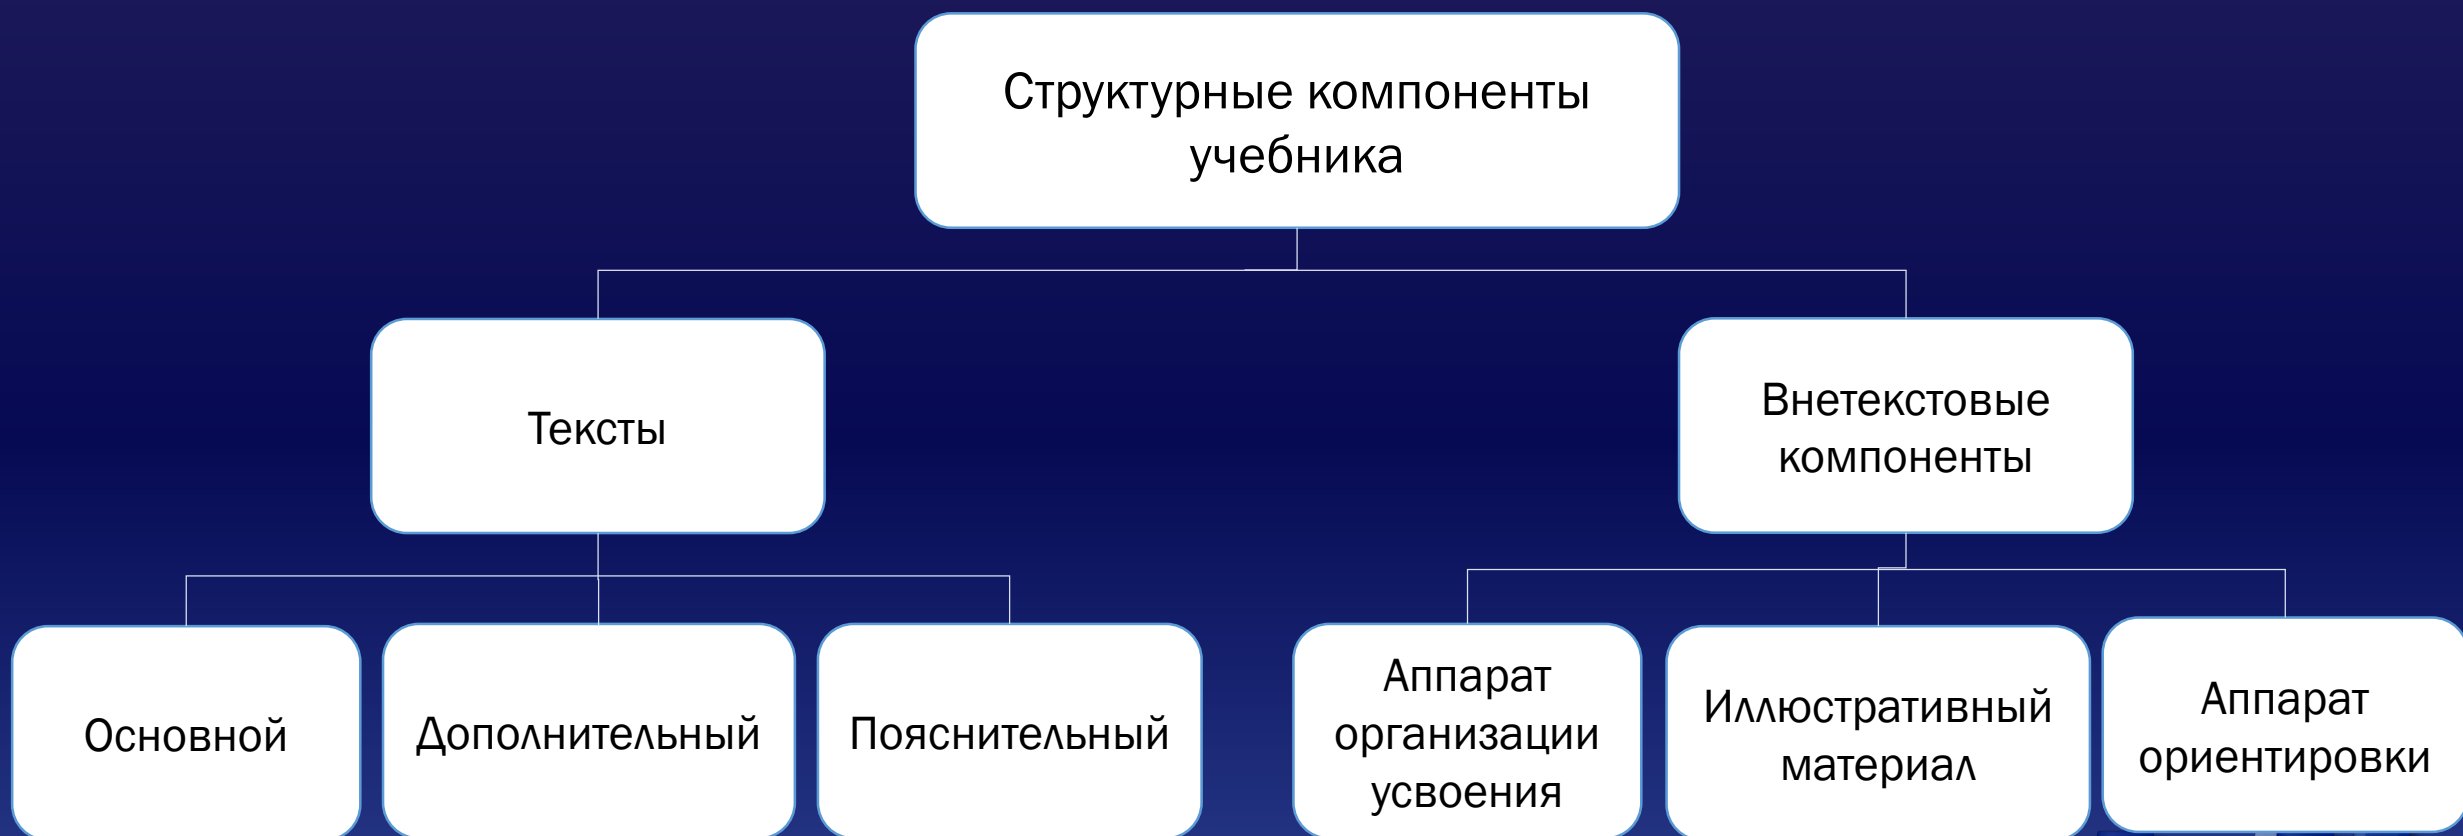 Структурные компоненты
учебника
Тексты
Внетекстовые
компоненты
Основной
Дополнительный
Пояснительный
Аппарат
организации
усвоения
Иллюстративный
материал
Аппарат
ориентировки